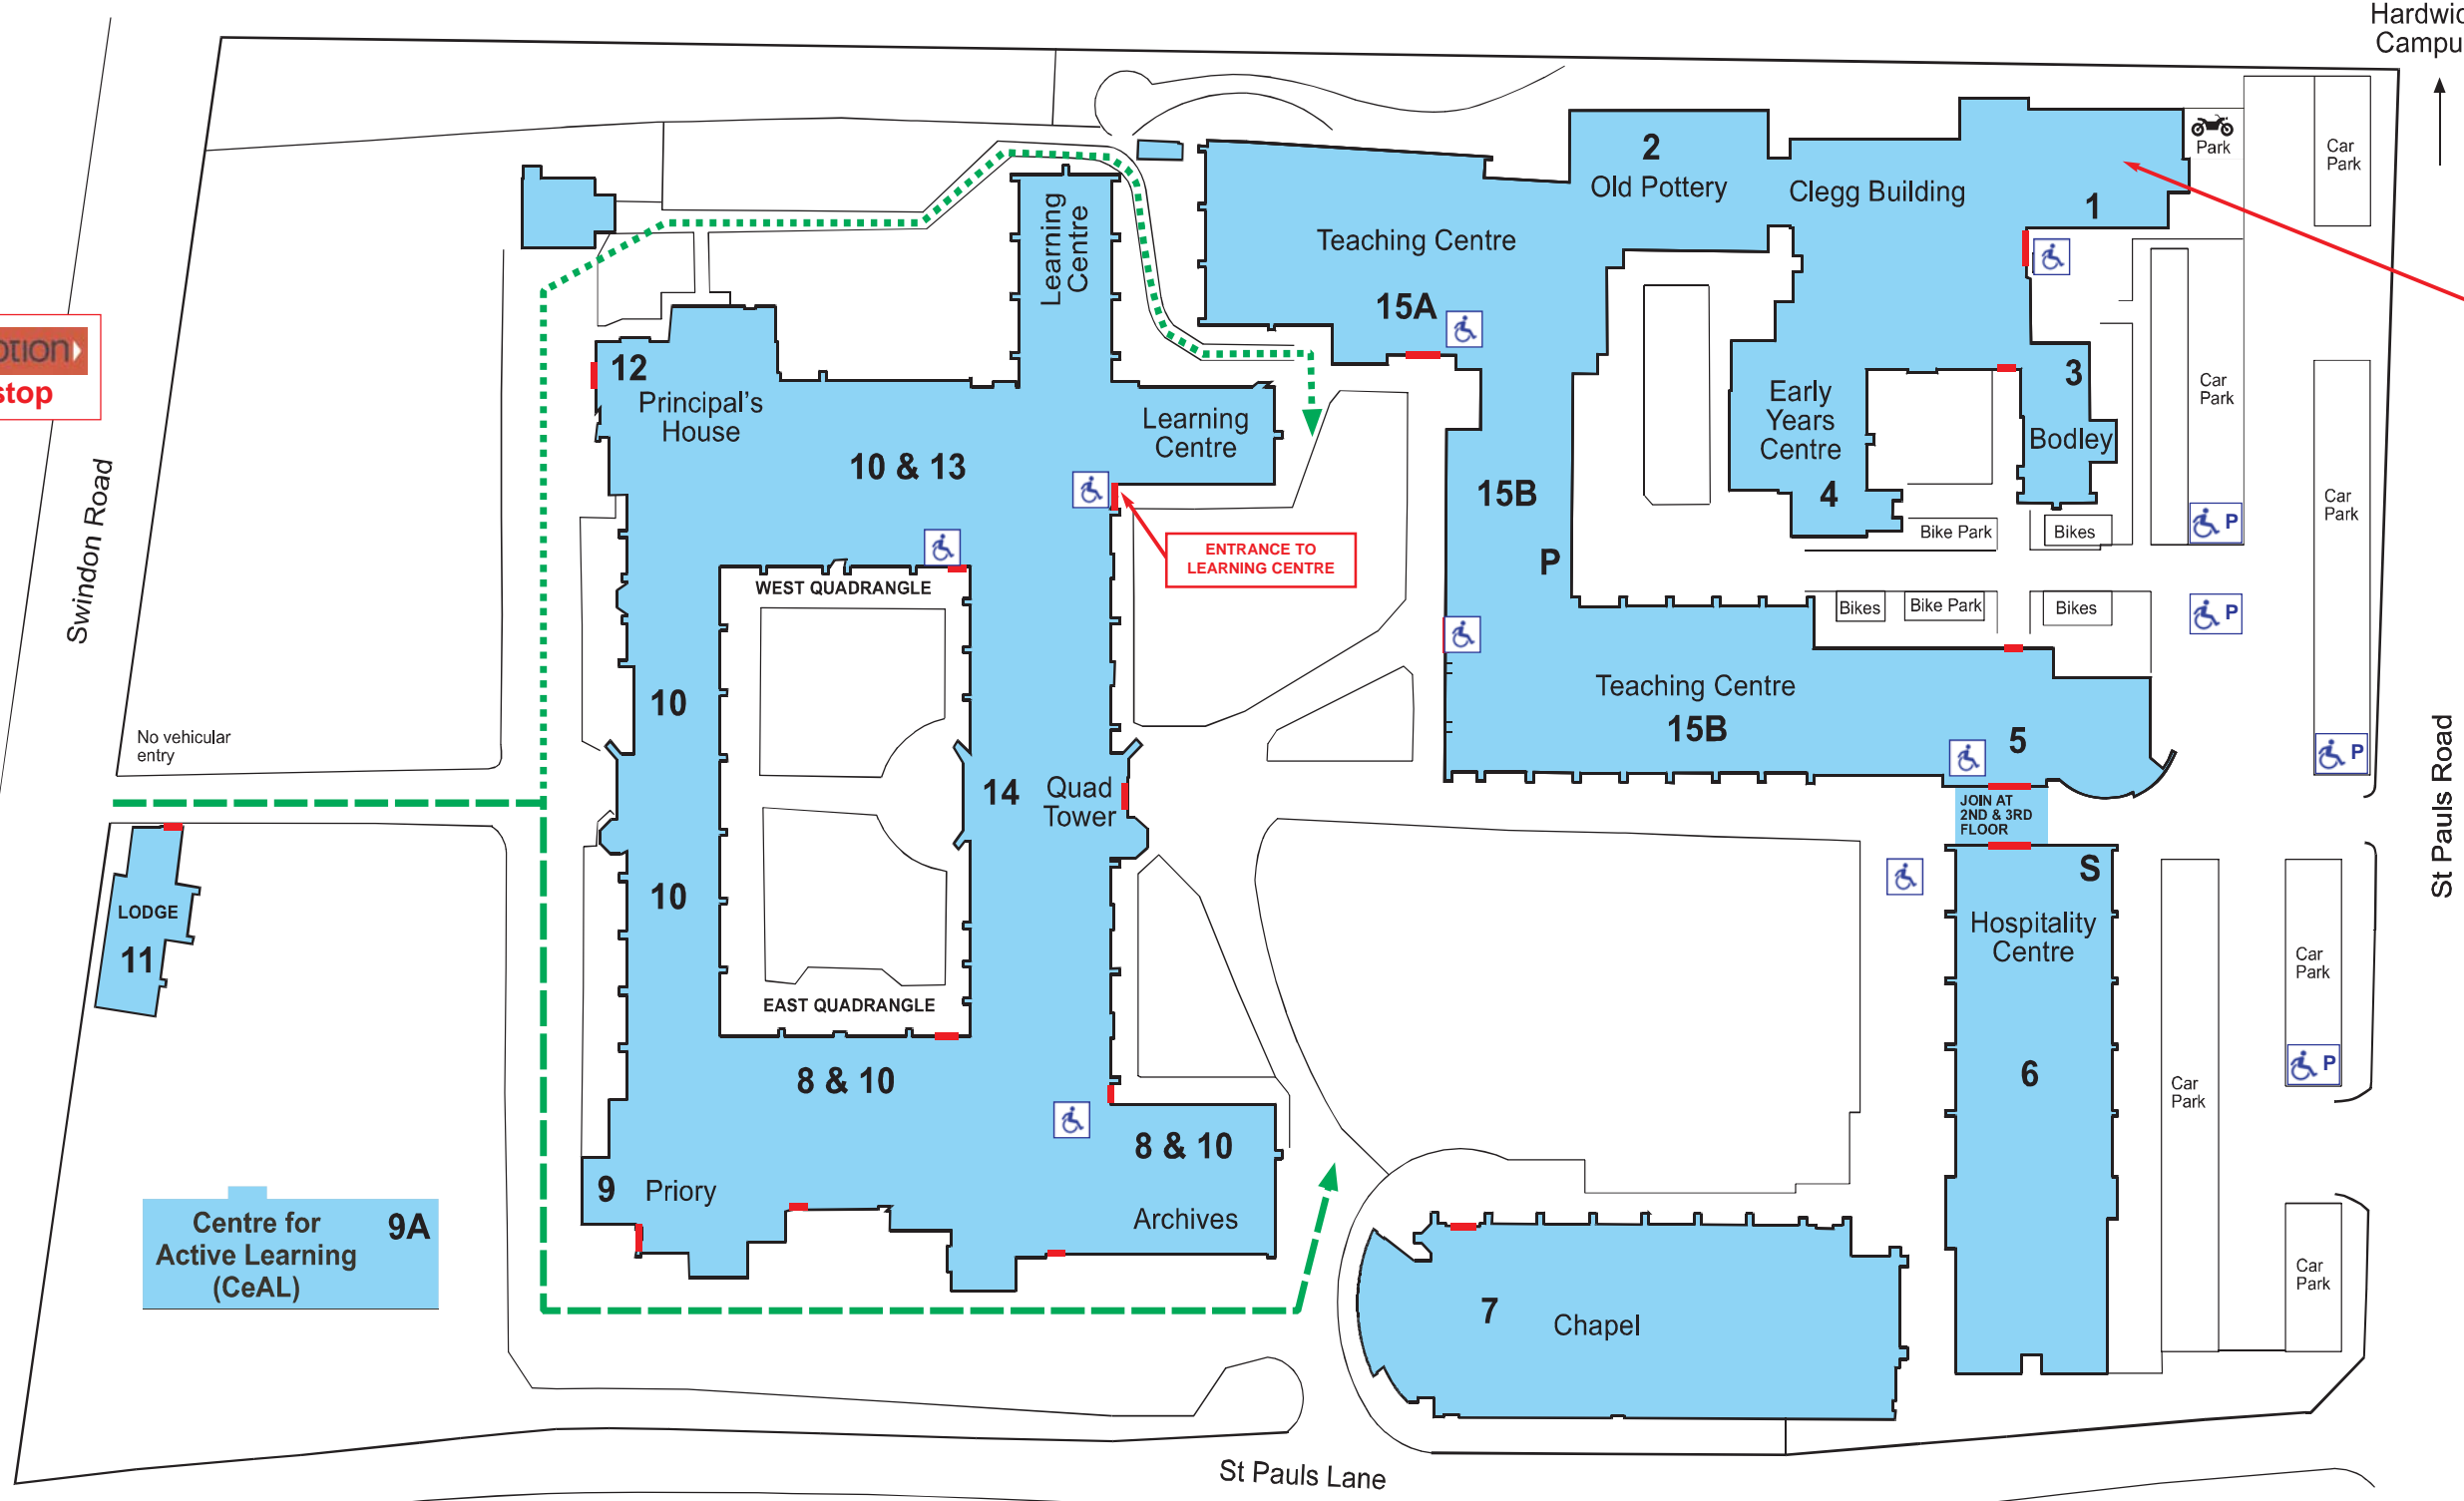 Hardwic
Campu
2
Old Pottery
Clegg Building
1
Park
Car
Park
Learning
Centre
Teaching Centre
15A
otion
stop
12
Principal's
House
10 & 13
Learning
Centre
Early
Years
Centre
4
3
Bodley
Car
Park
Car
Park
15B
P
P
ENTRANCE TO
LEARNING CENTRE
Bike Park
Bikes
Swindon Road
WEST QUADRANGLE
Bikes
Bike Park
Bikes
P
10
Teaching Centre
15B
5
P
No vehicular
entry
14
Quad
Tower
JOIN AT
2ND & 3RD
FLOOR
St Pauls Road
S
10
LODGE
11
Hospitality
Centre
6
Car
Park
EAST QUADRANGLE
8 & 10
P
Car
Park
8 & 10
Archives
9
Priory
Centre for
Active Learning
(CeAL)
9A
Car
Park
7
Chapel
St Pauls Lane